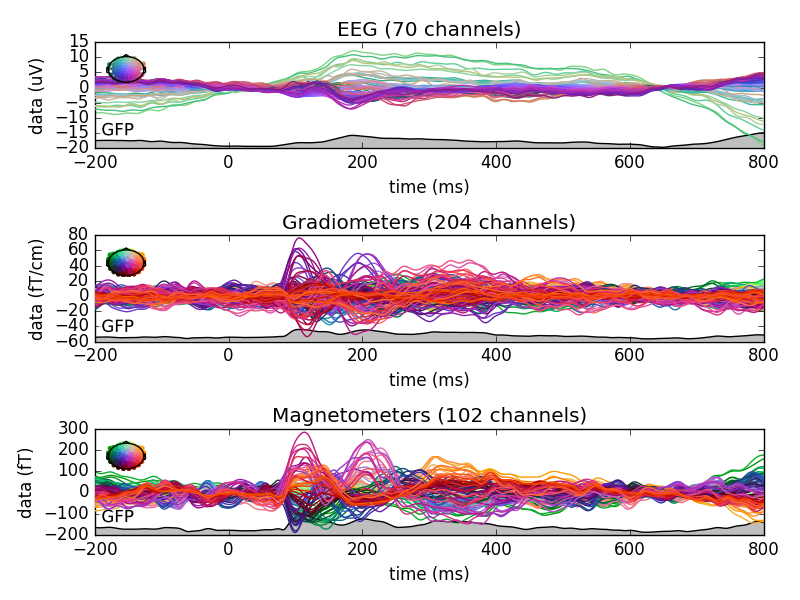 EEG (70 channels)
15
10
5
0
−5
−10
−15
−20
data (uV)
GFP
−200 0 200 400 600 800
time (ms)
Gradiometers (204 channels)
80
60
40
20
0
−20
−40
−60
data (fT/cm)
GFP
−200 0 200 400 600 800
time (ms)
Magnetometers (102 channels)
300
200
100
0
−100
−200
data (fT)
GFP
−200 0 200 400 600 800
time (ms)